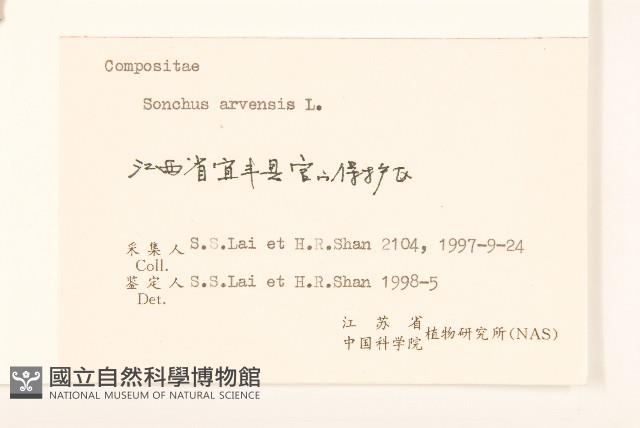 Compositae
Sonchus arvensis L.
江西省宜丰县官山保护区
采集人 S.S.Lai et H.R.Shan 2104, 1997-9-24
Coll.
鉴定人 S.S.Lai et H.R.Shan 1998-5
Det.
江苏省
中国科学院 植物研究所(NAS)
國立自然科學博物館
NATIONAL MUSEUM OF NATURAL SCIENCE